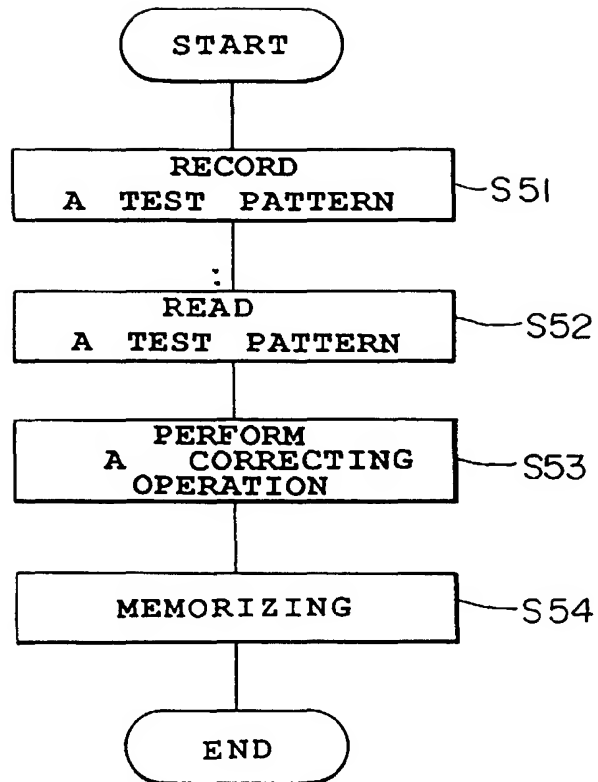 START
RECORD
A TEST PATTERN
S51
READ
A TEST PATTERN
S52
PERFORM
A CORRECTING
OPERATION
S53
MEMORIZING
S54
END